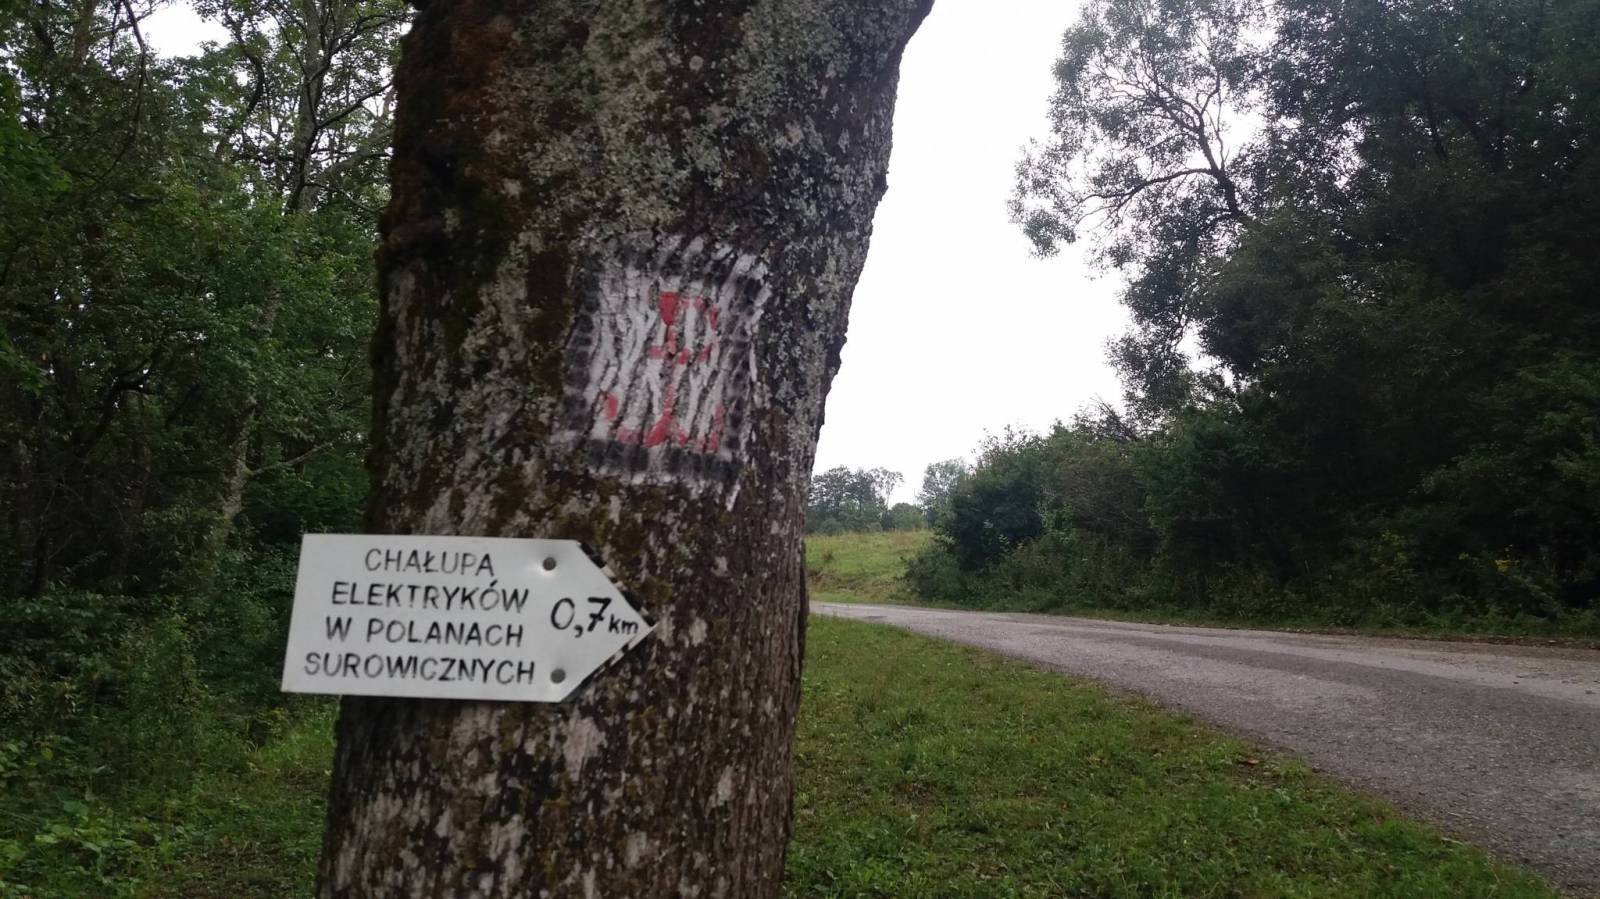 CHAŁUPA
ELEKTRYKÓW
W POLANACH
SUROWICZNYCH
0,7 km